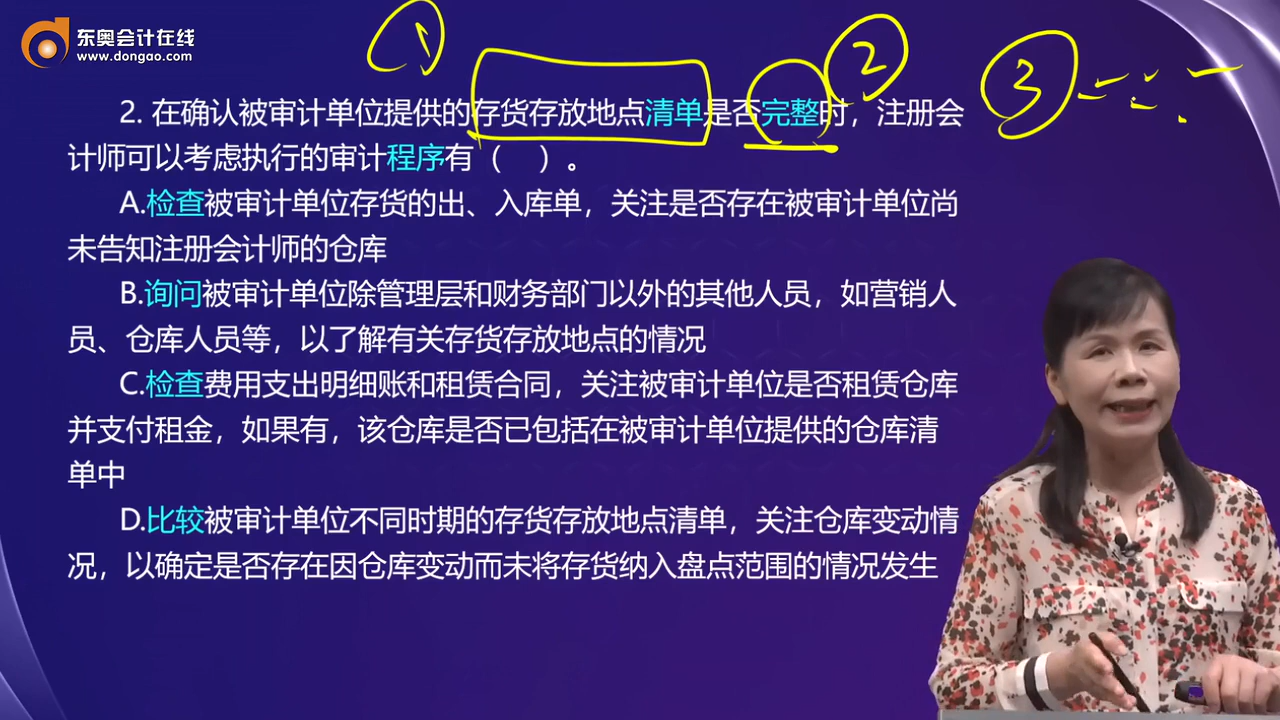 东奥会计在线
www.dongao.com
① ② ③
2. 在确认被审计单位提供的存货存放地点清单是否完整时，注册会
计师可以考虑执行的审计程序有（ ）。
A.检查被审计单位存货的出、入库单，关注是否存在被审计单位尚
未告知注册会计师的仓库
B.询问被审计单位除管理层和财务部门以外的其他人员，如营销人
员、仓库人员等，以了解有关存货存放地点的情况
C.检查费用支出明细账和租赁合同，关注被审计单位是否租赁仓库
并支付租金，如果有，该仓库是否已包括在被审计单位提供的仓库清
单中
D.比较被审计单位不同时期的存货存放地点清单，关注仓库变动情
况，以确定是否存在因仓库变动而未将存货纳入盘点范围的情况发生